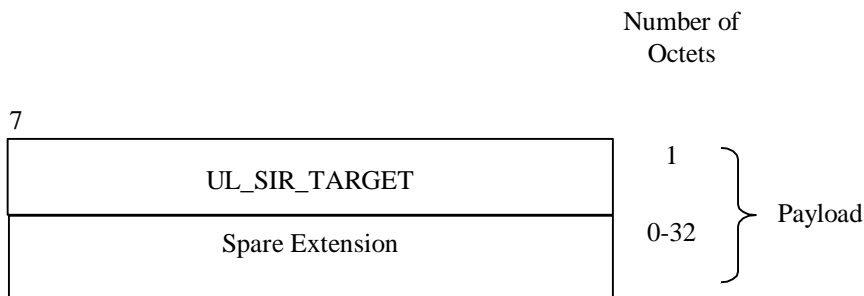 Number of
Octets
7
UL_SIR_TARGET
1
Spare Extension
0-32
Payload